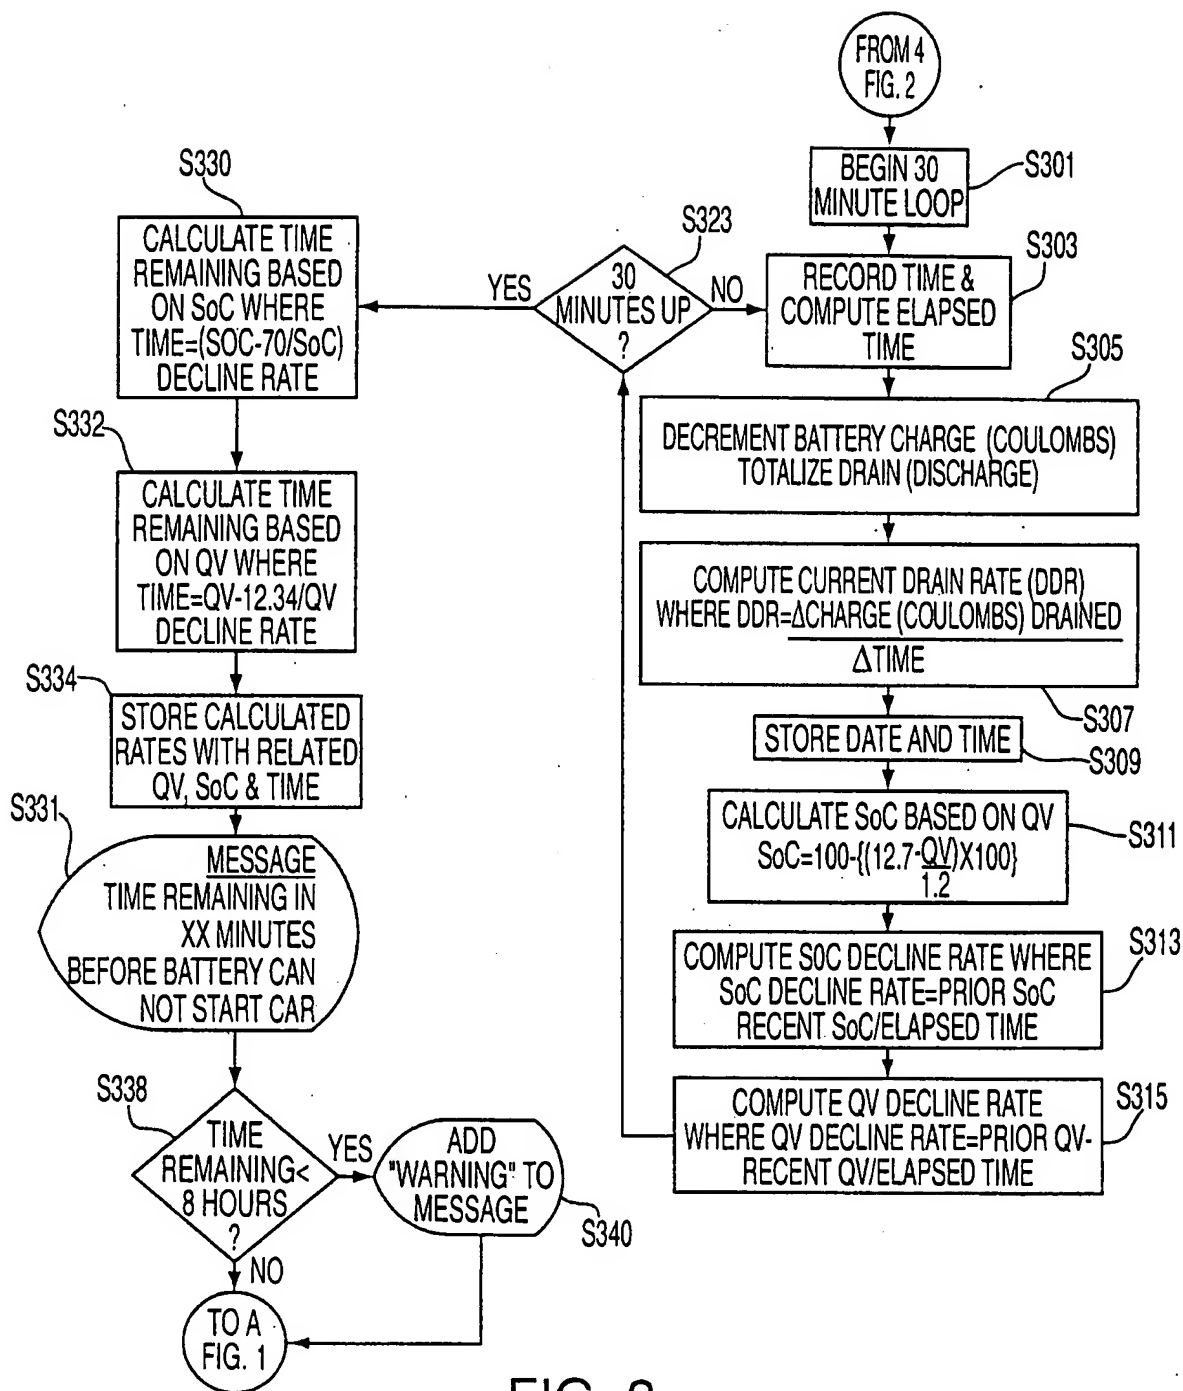 FROM 4
FIG. 2
BEGIN 30
MINUTE LOOP
S301
RECORD TIME &
COMPUTE ELAPSED
TIME
S303
DECREMENT BATTERY CHARGE (COULOMBS)
TOTALIZE DRAIN (DISCHARGE)
S305
COMPUTE CURRENT DRAIN RATE (DDR)
WHERE DDR=ΔCHARGE (COULOMBS) DRAINED
ΔTIME
S307
STORE DATE AND TIME
S309
CALCULATE SoC BASED ON QV
SoC=100-{(12.7-QV)X100}
1.2
S311
COMPUTE SOC DECLINE RATE WHERE
SoC DECLINE RATE=PRIOR SoC
RECENT SoC/ELAPSED TIME
S313
COMPUTE QV DECLINE RATE
WHERE QV DECLINE RATE=PRIOR QV-
RECENT QV/ELAPSED TIME
S315
S323
30
MINUTES UP
?
NO
YES
S330
CALCULATE TIME
REMAINING BASED
ON SoC WHERE
TIME=(SOC-70/SoC)
DECLINE RATE
S332
CALCULATE TIME
REMAINING BASED
ON QV WHERE
TIME=QV-12.34/QV
DECLINE RATE
S334
STORE CALCULATED
RATES WITH RELATED
QV, SoC & TIME
S331
MESSAGE
TIME REMAINING IN
XX MINUTES
BEFORE BATTERY CAN
NOT START CAR
S338
TIME
REMAINING<
8 HOURS
?
YES
ADD
"WARNING" TO
MESSAGE
S340
NO
TO A
FIG. 1
FIG.